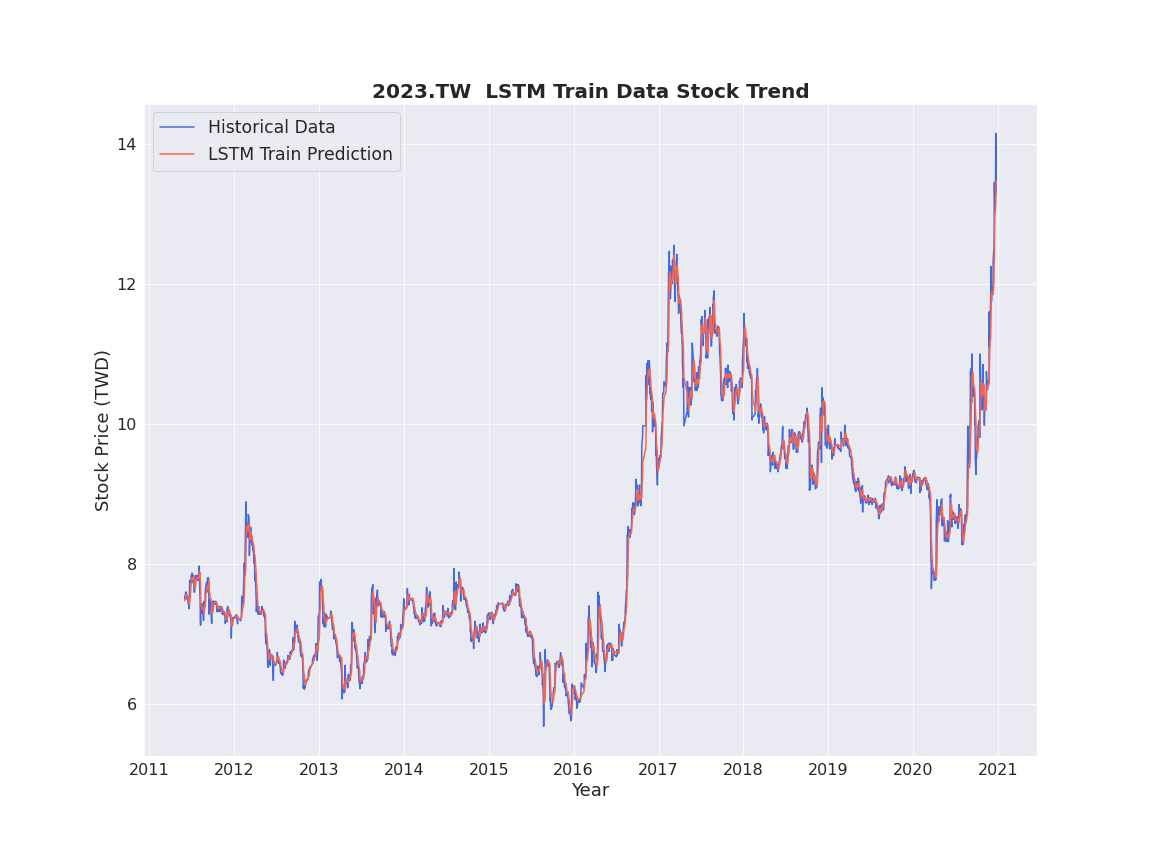 2023.TW  LSTM Train Data Stock Trend
Historical Data
LSTM Train Prediction
Stock Price (TWD)
14
12
10
8
6
2011 2012 2013 2014 2015 2016 2017 2018 2019 2020 2021
Year